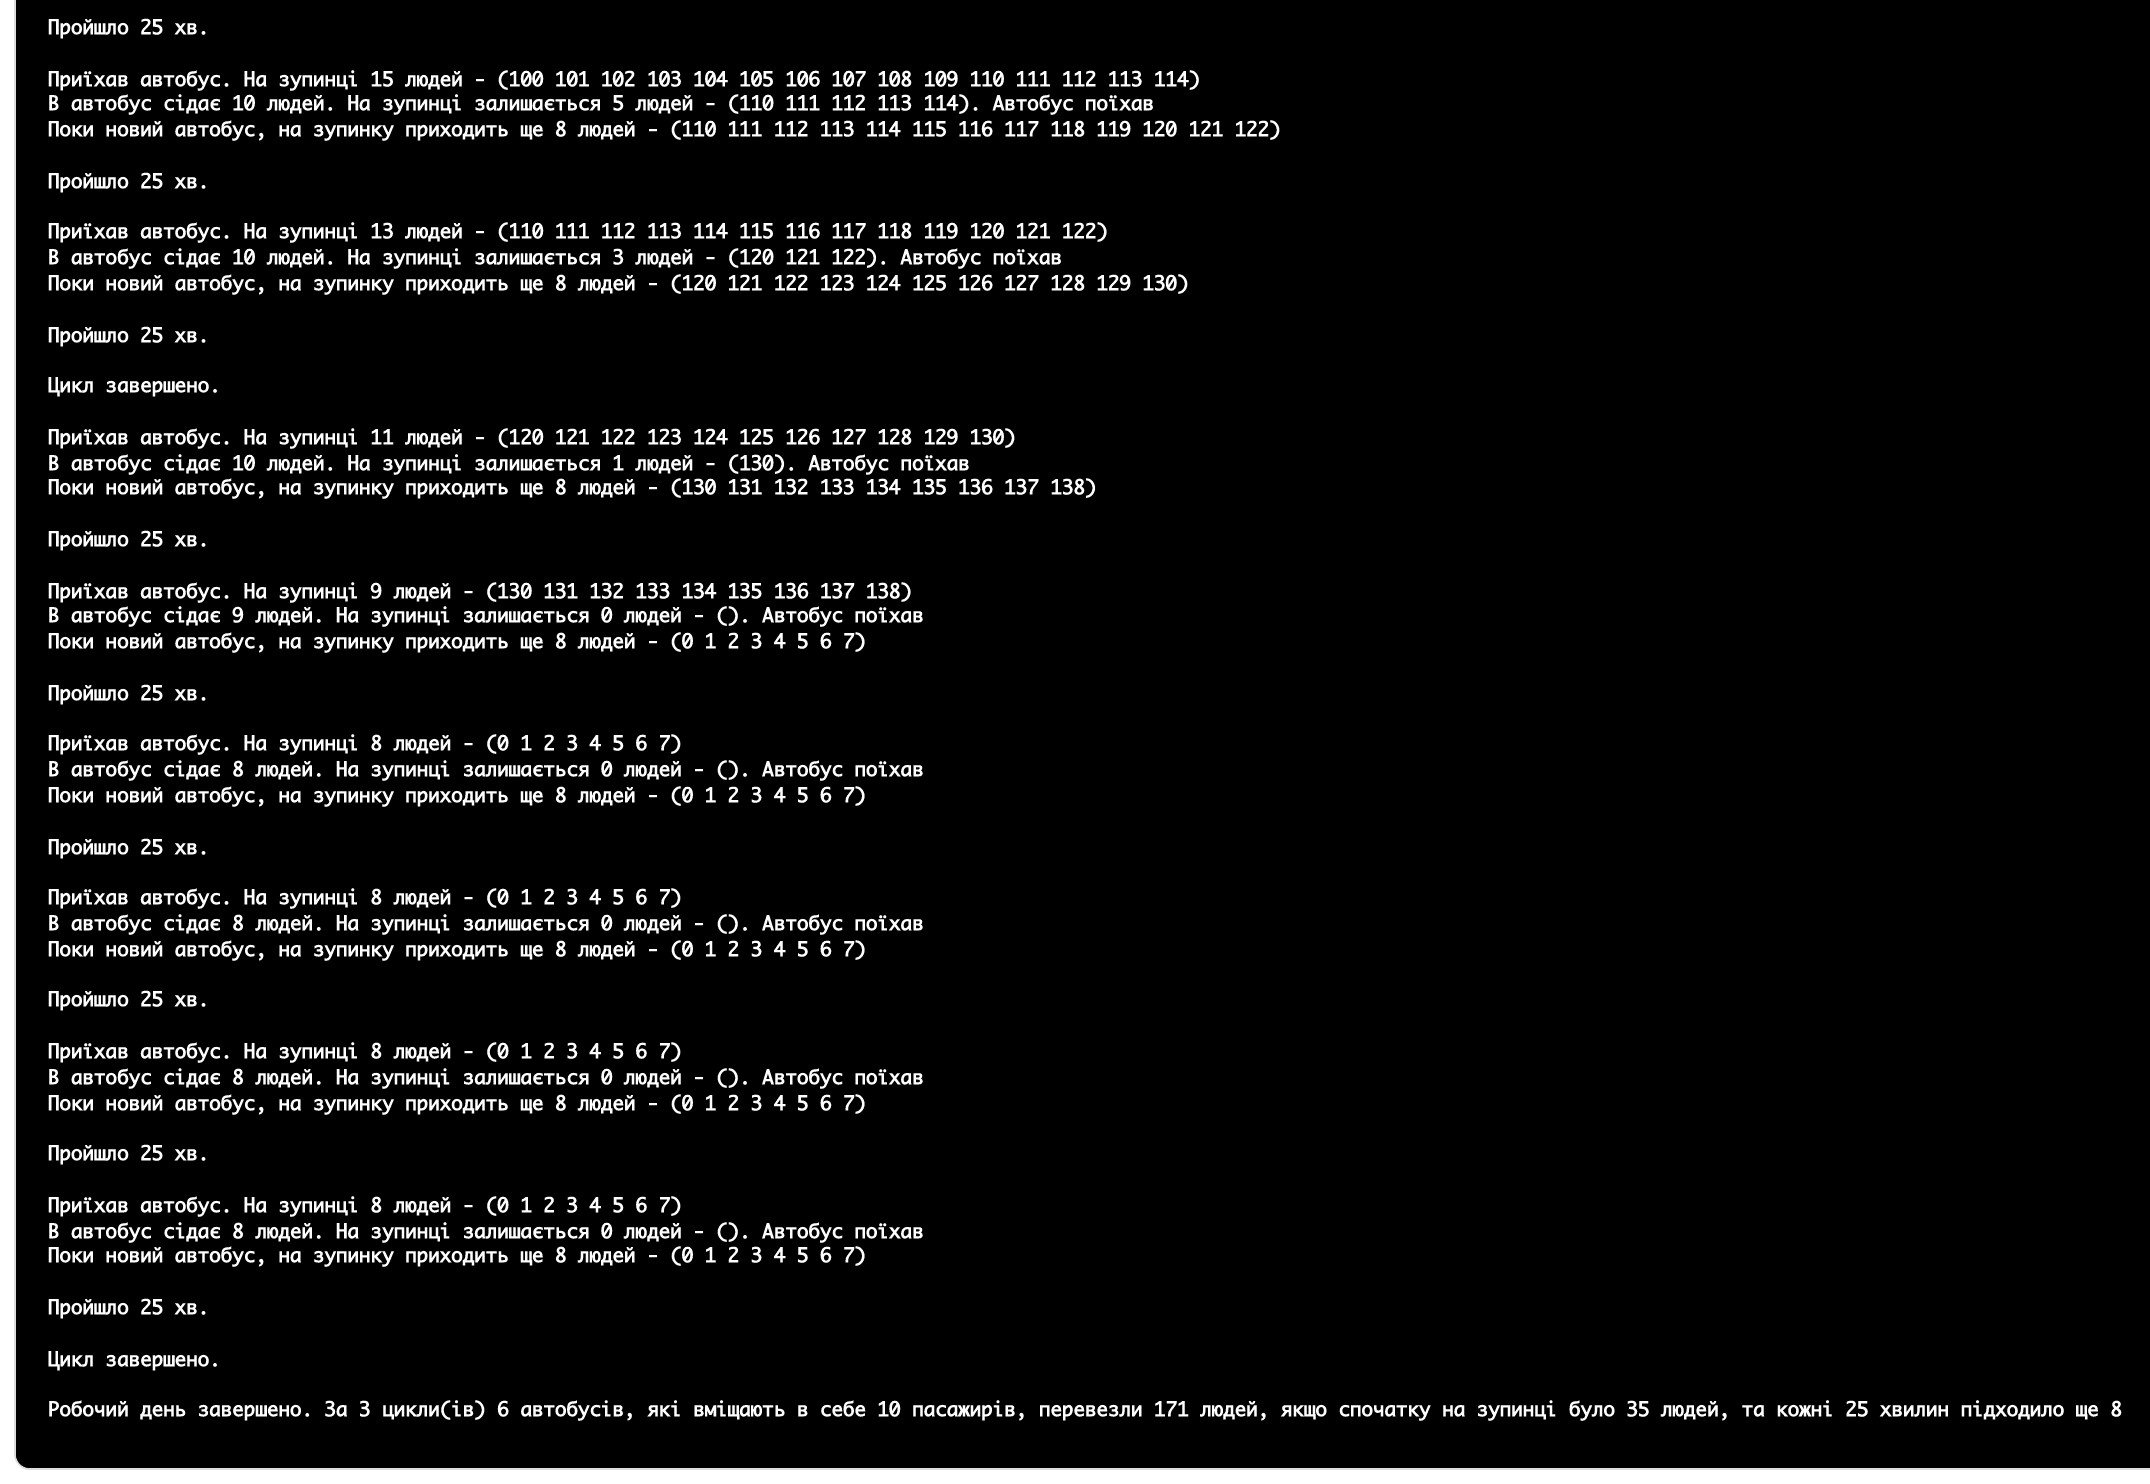 Пройшло 25 хв.
Приїхав автобус. На зупинці 15 людей - (100 101 102 103 104 105 106 107 108 109 110 111 112 113 114)
В автобус сідає 10 людей. На зупинці залишається 5 людей - (110 111 112 113 114). Автобус поїхав
Поки новий автобус, на зупинку приходить ще 8 людей - (110 111 112 113 114 115 116 117 118 119 120 121 122)
Пройшло 25 хв.
Приїхав автобус. На зупинці 13 людей - (110 111 112 113 114 115 116 117 118 119 120 121 122)
В автобус сідає 10 людей. На зупинці залишається 3 людей - (120 121 122). Автобус поїхав
Поки новий автобус, на зупинку приходить ще 8 людей - (120 121 122 123 124 125 126 127 128 129 130)
Пройшло 25 хв.
Цикл завершено.
Приїхав автобус. На зупинці 11 людей - (120 121 122 123 124 125 126 127 128 129 130)
В автобус сідає 10 людей. На зупинці залишається 1 людей - (130). Автобус поїхав
Поки новий автобус, на зупинку приходить ще 8 людей - (130 131 132 133 134 135 136 137 138)
Пройшло 25 хв.
Приїхав автобус. На зупинці 9 людей - (130 131 132 133 134 135 136 137 138)
В автобус сідає 9 людей. На зупинці залишається 0 людей - (). Автобус поїхав
Поки новий автобус, на зупинку приходить ще 8 людей - (0 1 2 3 4 5 6 7)
Пройшло 25 хв.
Приїхав автобус. На зупинці 8 людей - (0 1 2 3 4 5 6 7)
В автобус сідає 8 людей. На зупинці залишається 0 людей - (). Автобус поїхав
Поки новий автобус, на зупинку приходить ще 8 людей - (0 1 2 3 4 5 6 7)
Пройшло 25 хв.
Приїхав автобус. На зупинці 8 людей - (0 1 2 3 4 5 6 7)
В автобус сідає 8 людей. На зупинці залишається 0 людей - (). Автобус поїхав
Поки новий автобус, на зупинку приходить ще 8 людей - (0 1 2 3 4 5 6 7)
Пройшло 25 хв.
Приїхав автобус. На зупинці 8 людей - (0 1 2 3 4 5 6 7)
В автобус сідає 8 людей. На зупинці залишається 0 людей - (). Автобус поїхав
Поки новий автобус, на зупинку приходить ще 8 людей - (0 1 2 3 4 5 6 7)
Пройшло 25 хв.
Приїхав автобус. На зупинці 8 людей - (0 1 2 3 4 5 6 7)
В автобус сідає 8 людей. На зупинці залишається 0 людей - (). Автобус поїхав
Поки новий автобус, на зупинку приходить ще 8 людей - (0 1 2 3 4 5 6 7)
Пройшло 25 хв.
Цикл завершено.
Робочий день завершено. За 3 цикли(ів) 6 автобусів, які вміщають в себе 10 пасажирів, перевезли 171 людей, якщо спочатку на зупинці було 35 людей, та кожні 25 хвилин підходило ще 8